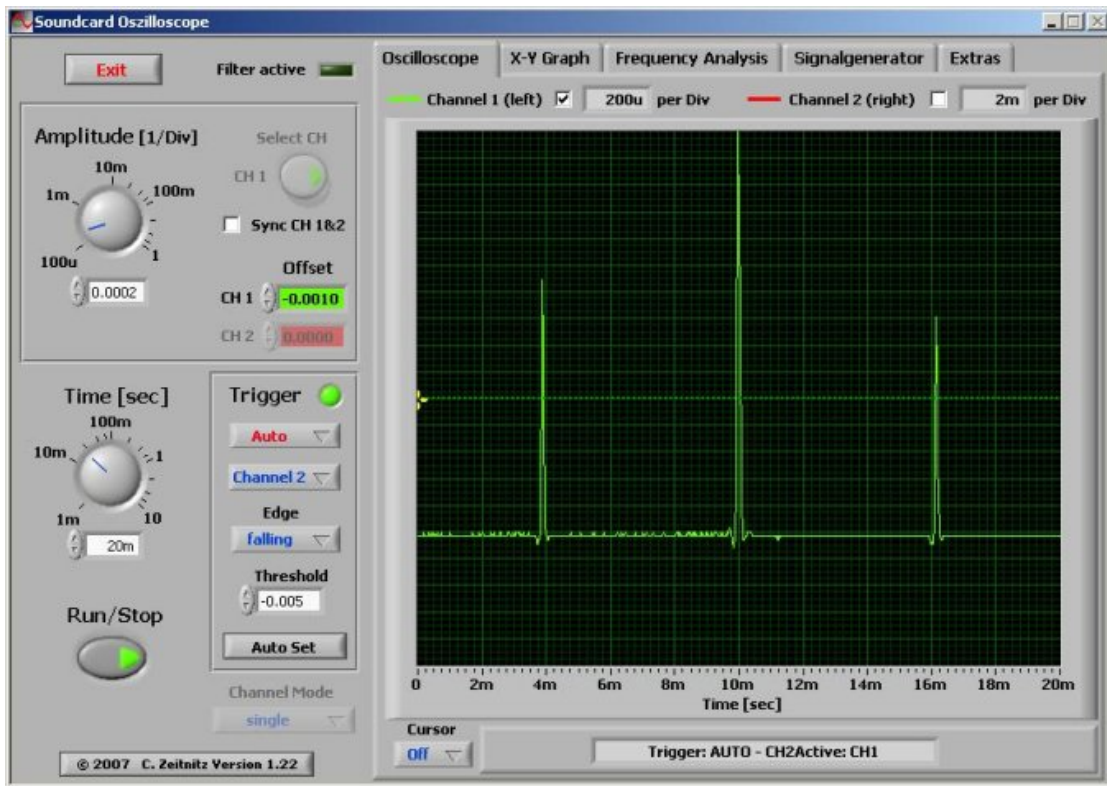 Soundcard Oszilloscope
Exit
Filter active
Amplitude [1/Div]
10m
1m
100m
100u
1
0.0002
Select CH
CH 1
Sync CH 1&2
Offset
CH 1 -0.0010
CH 2 0.0000
Time [sec]
100m
10m
1
1m
10
20m
Run/Stop
Trigger
Auto
Channel 2
Edge
falling
Threshold
-0.005
Auto Set
Channel Mode
single
© 2007 C. Zeitnitz Version 1.22
Oscilloscope X-Y Graph Frequency Analysis Signalgenerator Extras
Channel 1 (left) 200u per Div Channel 2 (right) 2m per Div
0 2m 4m 6m 8m 10m 12m 14m 16m 18m 20m
Time [sec]
Cursor
Off
Trigger: AUTO - CH2Active: CH1